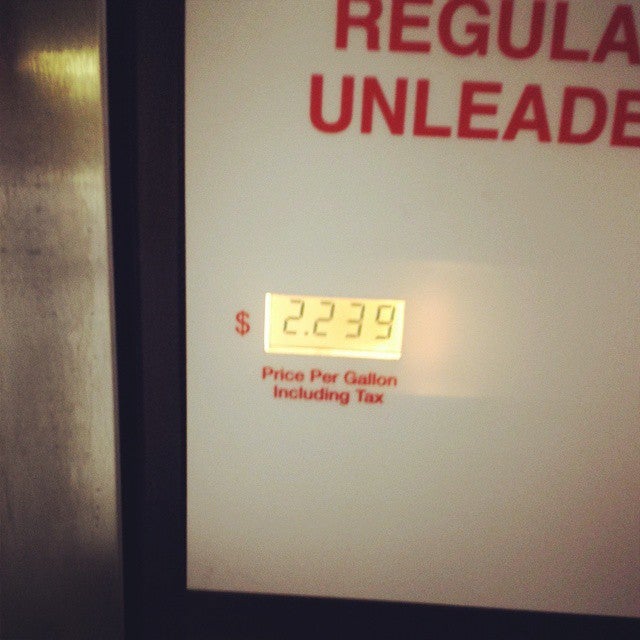 REGULA
UNLEADE
$ 2.239
Price Per Gallon
Including Tax